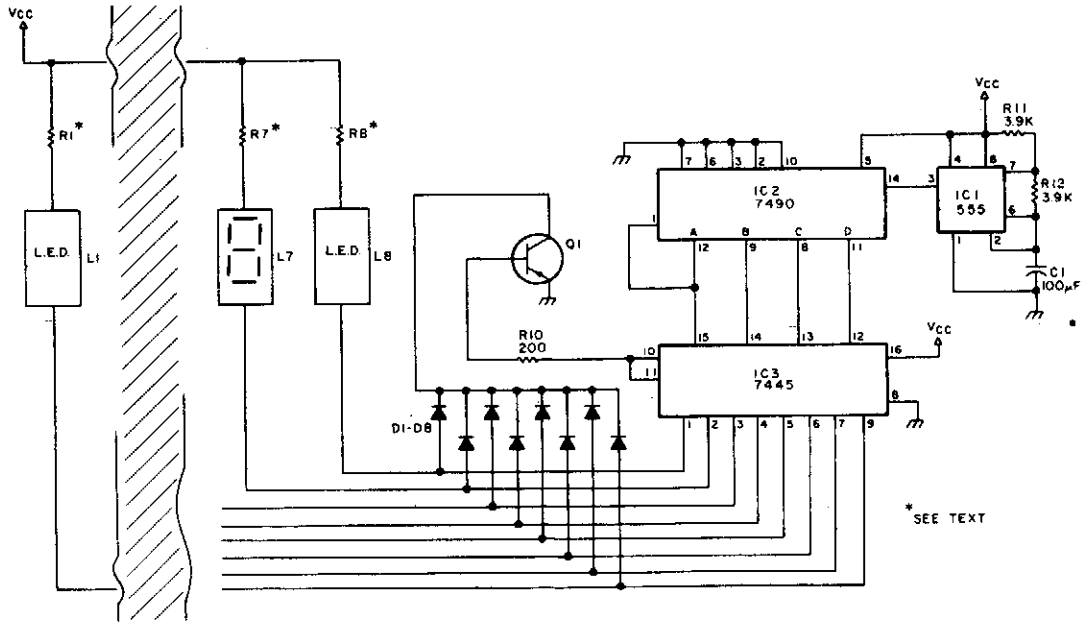 VCC
R1*
R7*
R8*
L.E.D.
L1
L7
L.E.D.
L8
Q1
R10
200
D1-D8
7
6
3
2
10
5
IC2
7490
1
14
A
B
C
D
12
9
8
11
VCC
R11
3.9K
4
8
7
3
IC1
555
6
R12
3.9K
1
2
C1
100µF
15
14
13
12
10
11
IC3
7445
16
VCC
8
1
2
3
4
5
6
7
9
*SEE TEXT